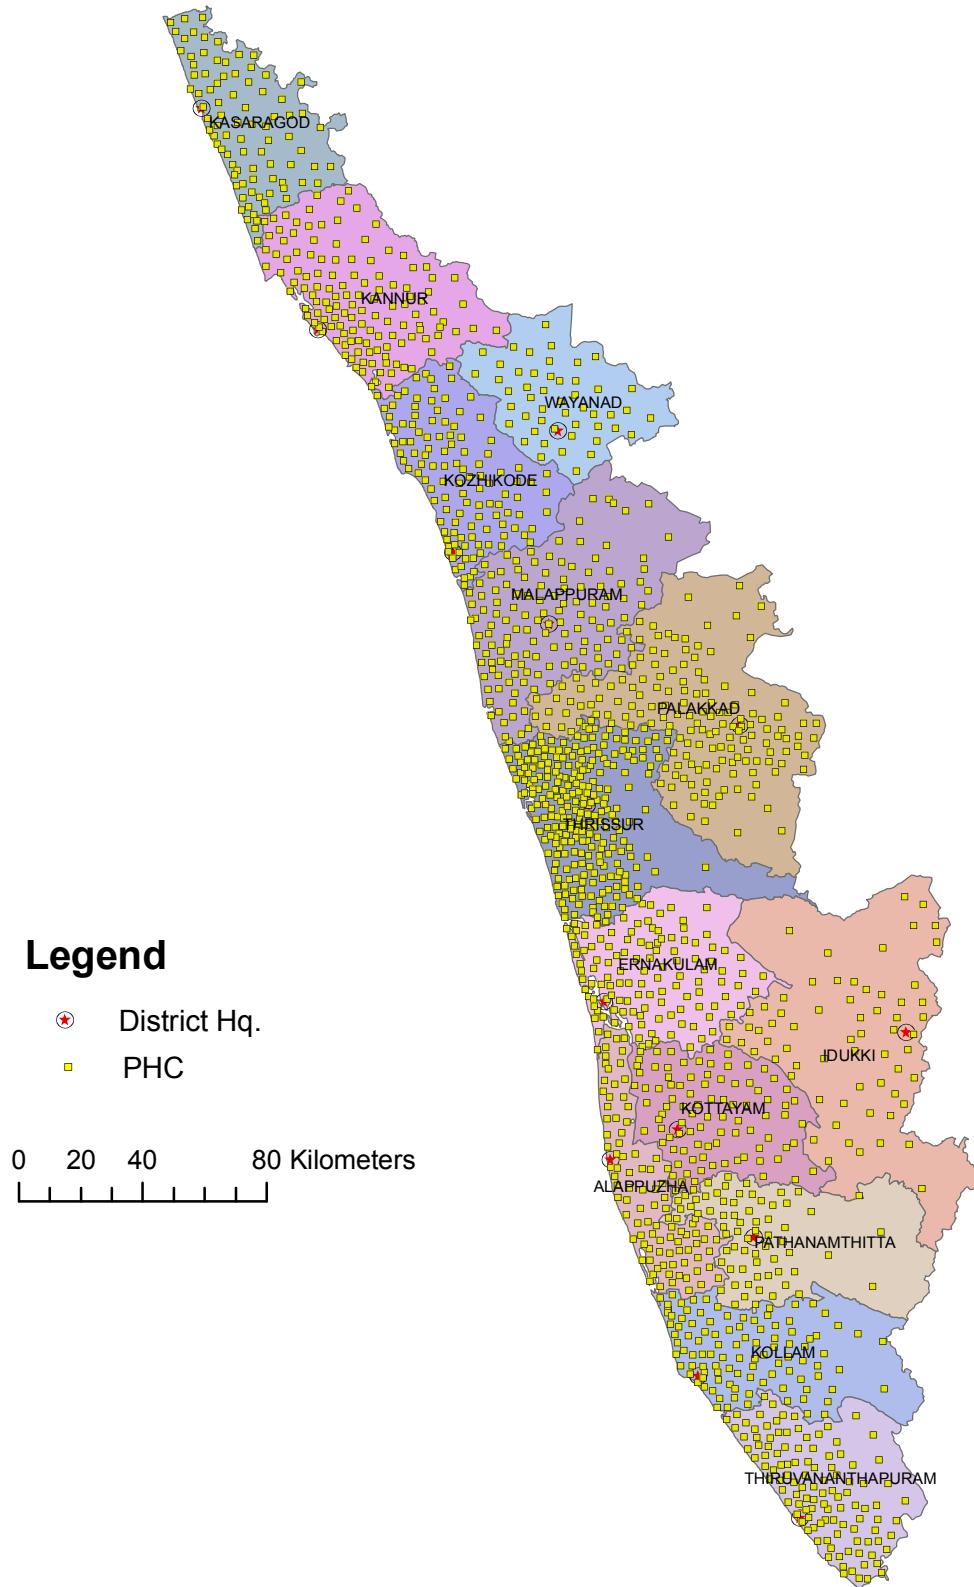 KASARAGOD
KANNUR
WAYANAD
KOZHIKODE
MALAPPURAM
PALAKKAD
THRISSUR
ERNAKULAM
IDUKKI
KOTTAYAM
ALAPPUZHA
PATHANAMTHITTA
KOLLAM
THIRUVANANTHAPURAM
Legend
District Hq.
PHC
0 20 40 80 Kilometers